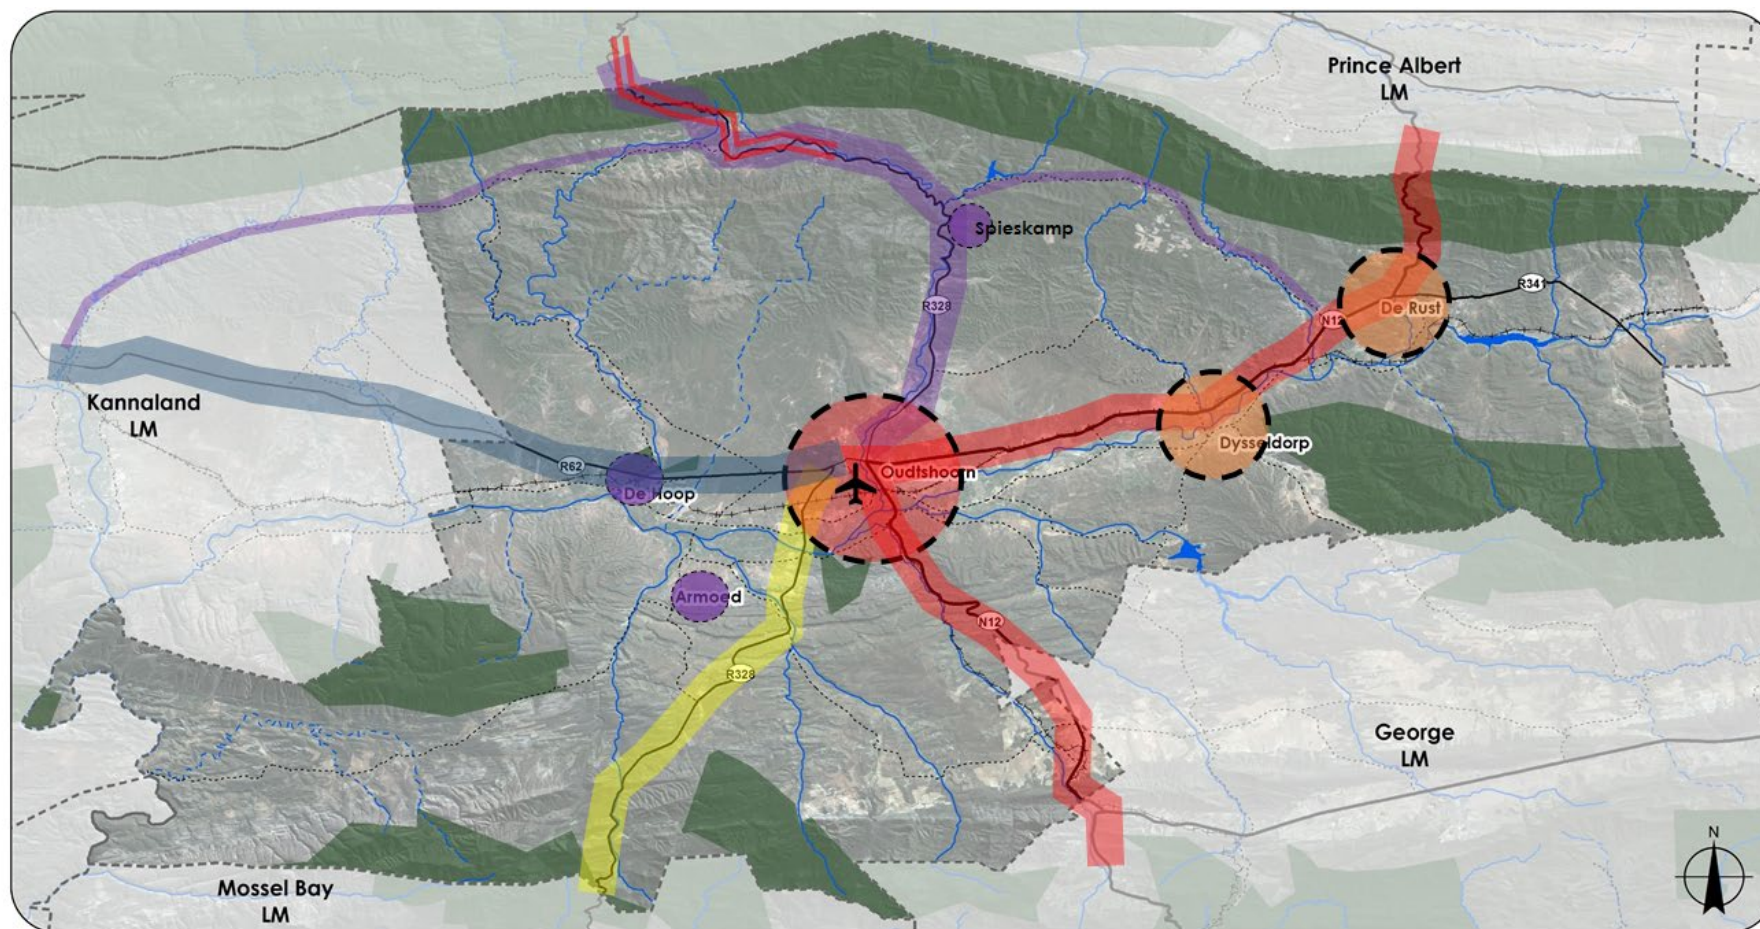 Prince Albert
LM
Spieskamp
R328
R341
De Rust
N12
Kannaland
LM
Dysseldorp
R62
Oudtshoorn
De Hoop
Armoed
N12
R328
George
LM
N
Mossel Bay
LM